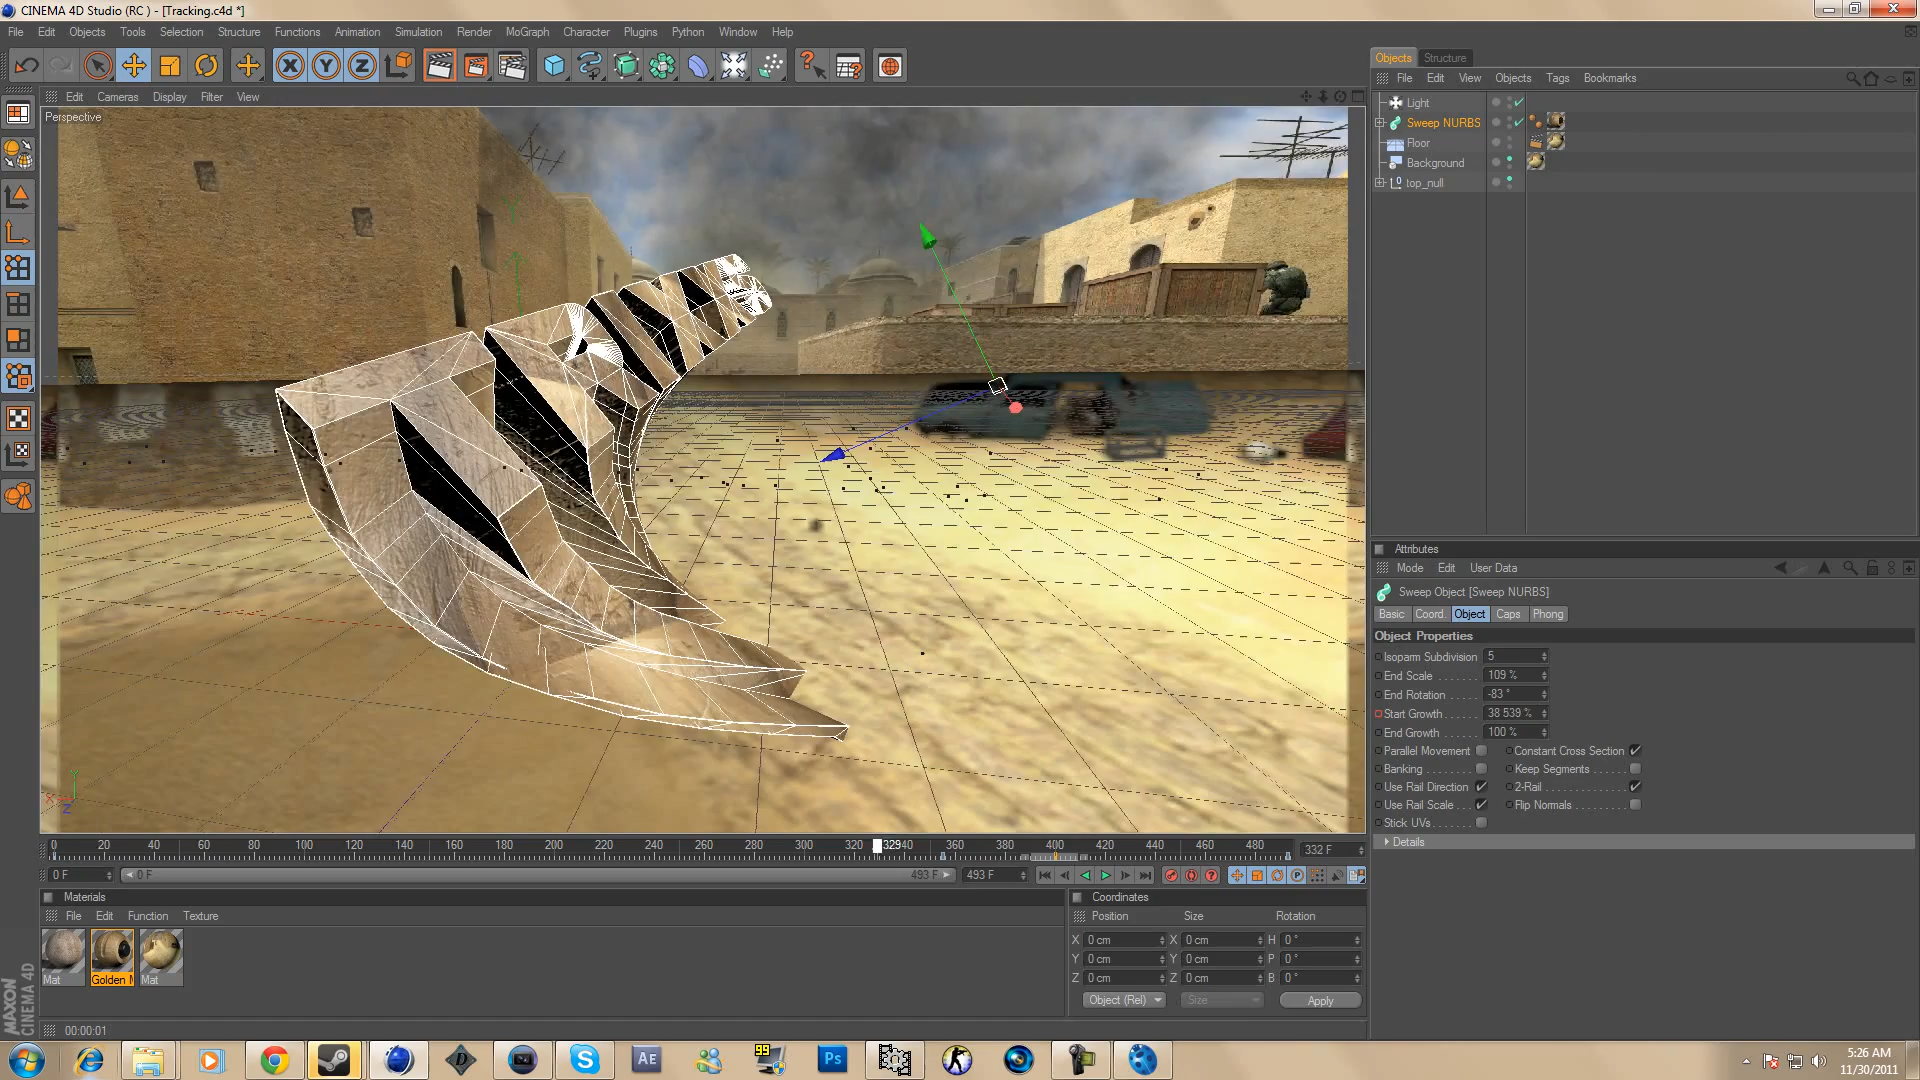 CINEMA 4D Studio (RC ) - [Tracking.c4d *]
File Edit Objects Tools Selection Structure Functions Animation Simulation Render MoGraph Character Plugins Python Window Help
Edit Cameras Display Filter View
Perspective
Objects Structure
File Edit View Objects Tags Bookmarks
Light
Sweep NURBS
Floor
Background
top_null
Attributes
Mode Edit User Data
Sweep Object [Sweep NURBS]
Basic Coord. Object Caps Phong
Object Properties
Isoparm Subdivision 5
End Scale 109 %
End Rotation -83 °
Start Growth 38 539 %
End Growth 100 %
Parallel Movement Constant Cross Section
Banking Keep Segments
Use Rail Direction 2-Rail
Use Rail Scale Flip Normals
Stick UVs
Details
0 20 40 60 80 100 120 140 160 180 200 220 240 260 280 300 320 329 340 360 380 400 420 440 460 480 332 F
0 F 0 F 493 F 493 F
Materials
File Edit Function Texture
Mat Golden M Mat
Coordinates
Position Size Rotation
X 0 cm X 0 cm H 0 °
Y 0 cm Y 0 cm P 0 °
Z 0 cm Z 0 cm B 0 °
Object (Rel) Size Apply
MAXON
CINEMA 4D
00:00:01
Ae 99 Ps
5:26 AM
11/30/2011